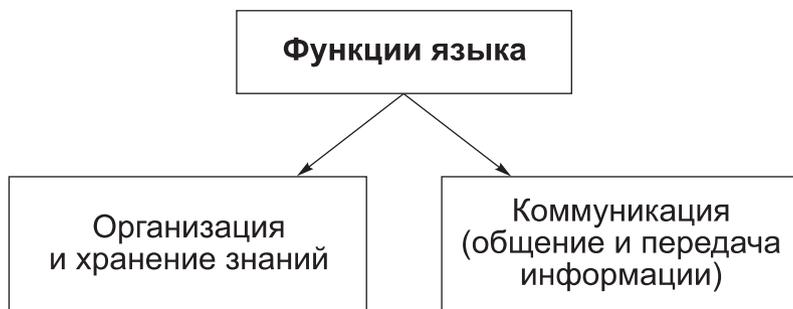 Функции языка
Организация
и хранение знаний
Коммуникация
(общение и передача
информации)